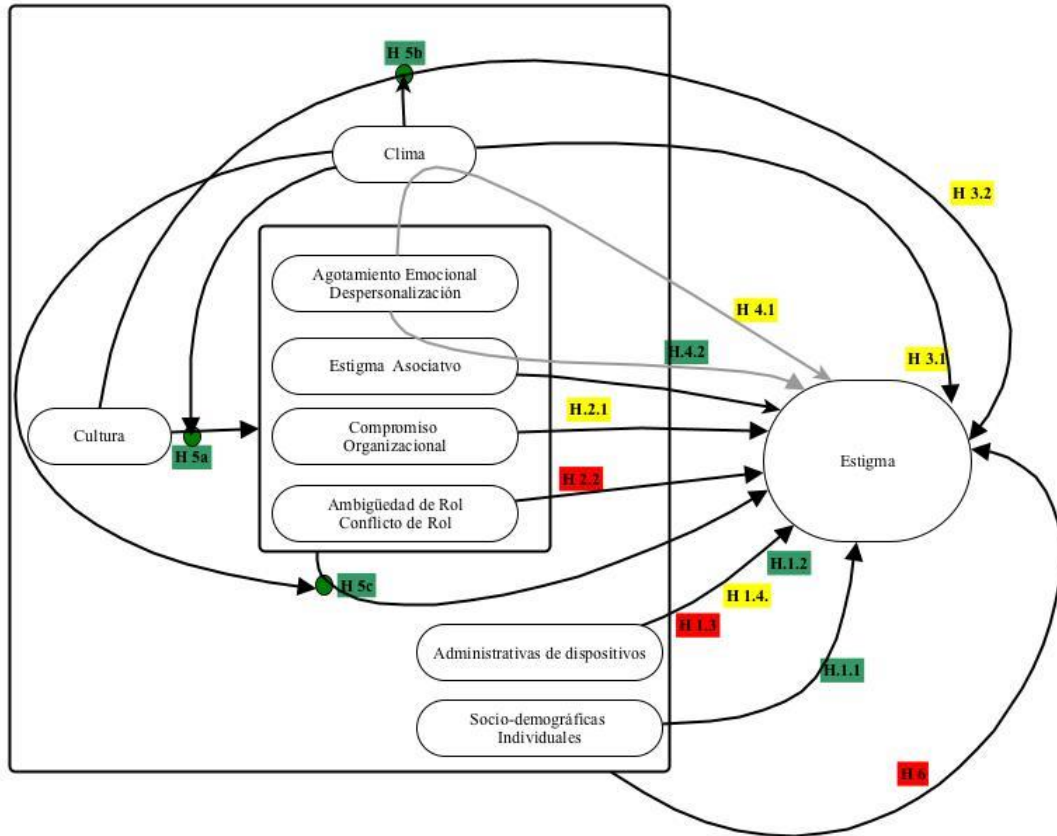 H 5b
Clima
H 3.2
Agotamiento Emocional
Despersonalización
H 4.1
H.4.2
H 3.1
Estigma Asociatvo
Cultura
H 5a
Compromiso
Organizacional
H.2.1
Estigma
H 2.2
Ambigüedad de Rol
Conflicto de Rol
H 5c
H.1.2
H 1.4.
H 1.3
Administrativas de dispositivos
H.1.1
Socio-demográficas
Individuales
H 6